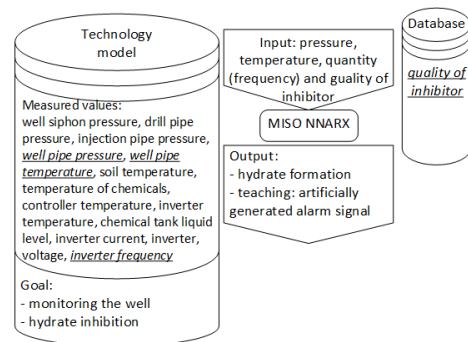 Technology
model
Measured values:
well siphon pressure, drill pipe
pressure, injection pipe pressure,
well pipe pressure, well pipe
temperature, soil temperature,
temperature of chemicals,
controller temperature, inverter
temperature, chemical tank liquid
level, inverter current, inverter,
voltage, inverter frequency
Goal:
- monitoring the well
- hydrate inhibition
Input: pressure,
temperature, quantity
(frequency) and guality of
inhibitor
MISO NNARX
Output:
- hydrate formation
- teaching: artificially
generated alarm signal
Database
quality of
inhibitor